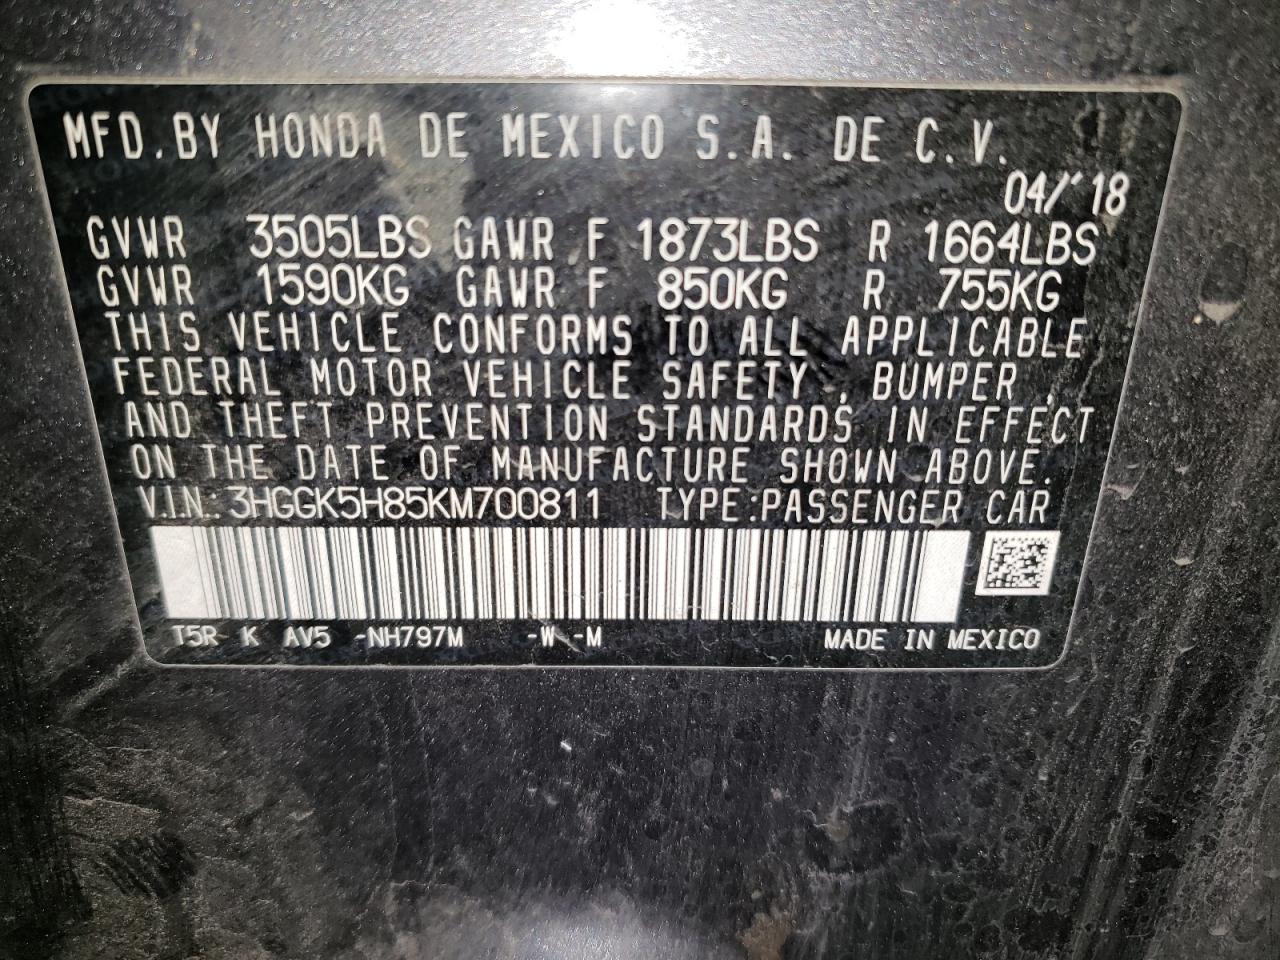 MFD.BY HONDA DE MEXICO S.A. DE C.V.
04/'18
GVWR 3505LBS GAWR F 1873LBS R 1664LBS
GVWR 1590KG GAWR F 850KG R 755KG
THIS VEHICLE CONFORMS TO ALL APPLICABLE
FEDERAL MOTOR VEHICLE SAFETY, BUMPER,
AND THEFT PREVENTION STANDARDS IN EFFECT
ON THE DATE OF MANUFACTURE SHOWN ABOVE.
V.I.N.: 3HGGK5H85KM700811 TYPE:PASSENGER CAR
T5R K AV5 -NH797M -W -M MADE IN MEXICO